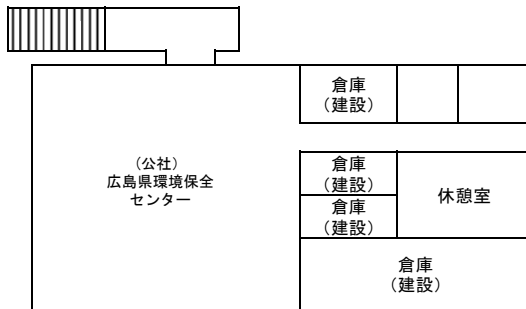 倉庫
（建設）
（公社）
広島県環境保全
センター
倉庫
（建設）
倉庫
（建設）
休憩室
倉庫
（建設）